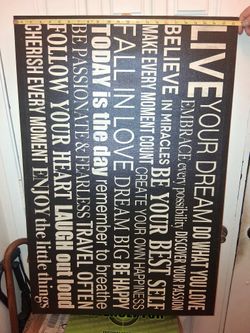 LIVE YOUR DREAM DO WHAT YOU LOVE
EMBRACE every possibility DISCOVER YOUR PASSION
BELIEVE IN MIRACLES BE YOUR BEST SELF
MAKE EVERY MOMENT COUNT CREATE YOUR OWN HAPPINESS
FALL IN LOVE DREAM BIG BE HAPPY
TODAY is the day remember to breathe
BE PASSIONATE & FEARLESS TRAVEL OFTEN
FOLLOW YOUR HEART LAUGH out loud
CHERISH EVERY MOMENT ENJOY the little things